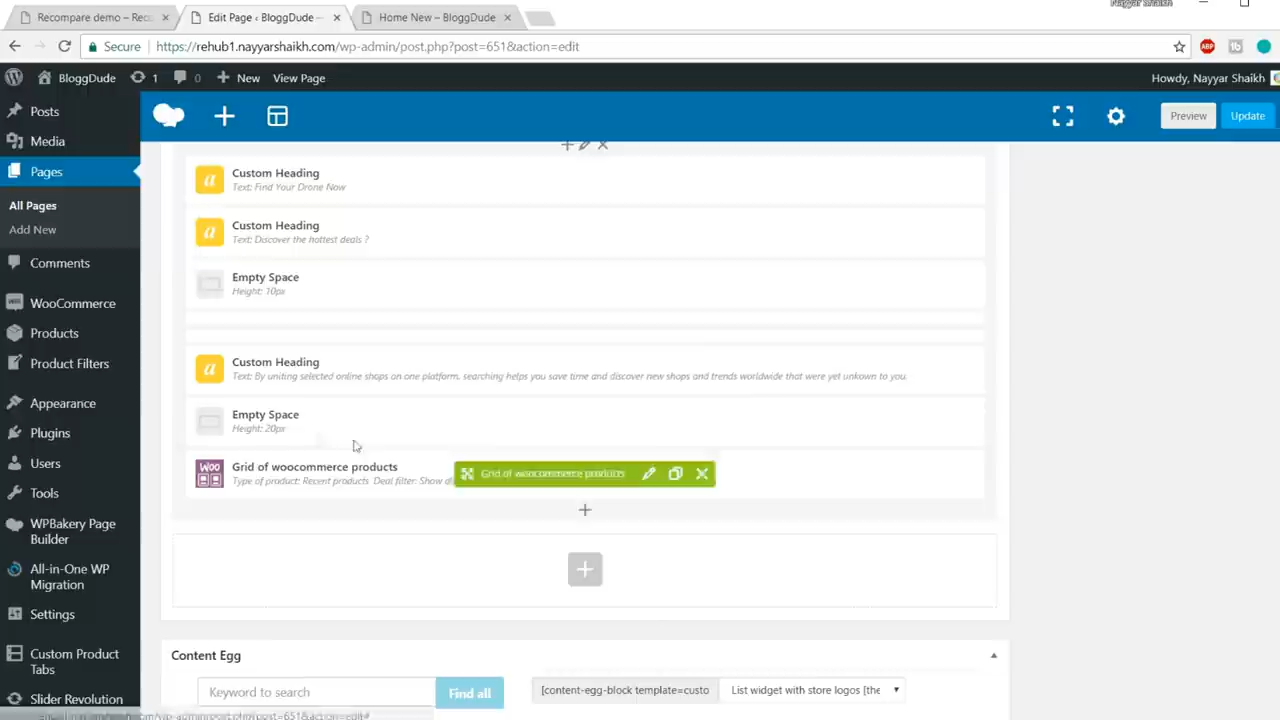 Nayyar Shaikh
Recompare demo – Rec
Edit Page ‹ BloggDude —
Home New – BloggDude
Secure
https://rehub1.nayyarshaikh.com/wp-admin/post.php?post=651&action=edit
ABP
BloggDude 1 0 New View Page
Howdy, Nayyar Shaikh
Posts
Media
Pages
All Pages
Add New
Comments
WooCommerce
Products
Product Filters
Appearance
Plugins
Users
Tools
WPBakery Page
Builder
All-in-One WP
Migration
Settings
Custom Product
Tabs
Slider Revolution
Preview
Update
Custom Heading
Text: Find Your Drone Now
Custom Heading
Text: Discover the hottest deals ?
Empty Space
Height: 10px
Custom Heading
Text: By uniting selected online shops on one platform, searching helps you save time and discover new shops and trends worldwide that were yet unkown to you.
Empty Space
Height: 20px
WOO
Grid of woocommerce products
Type of product: Recent products Deal filter: Show
Grid of woocommerce products
Content Egg
Keyword to search
Find all
[content-egg-block template=custo
List widget with store logos [the